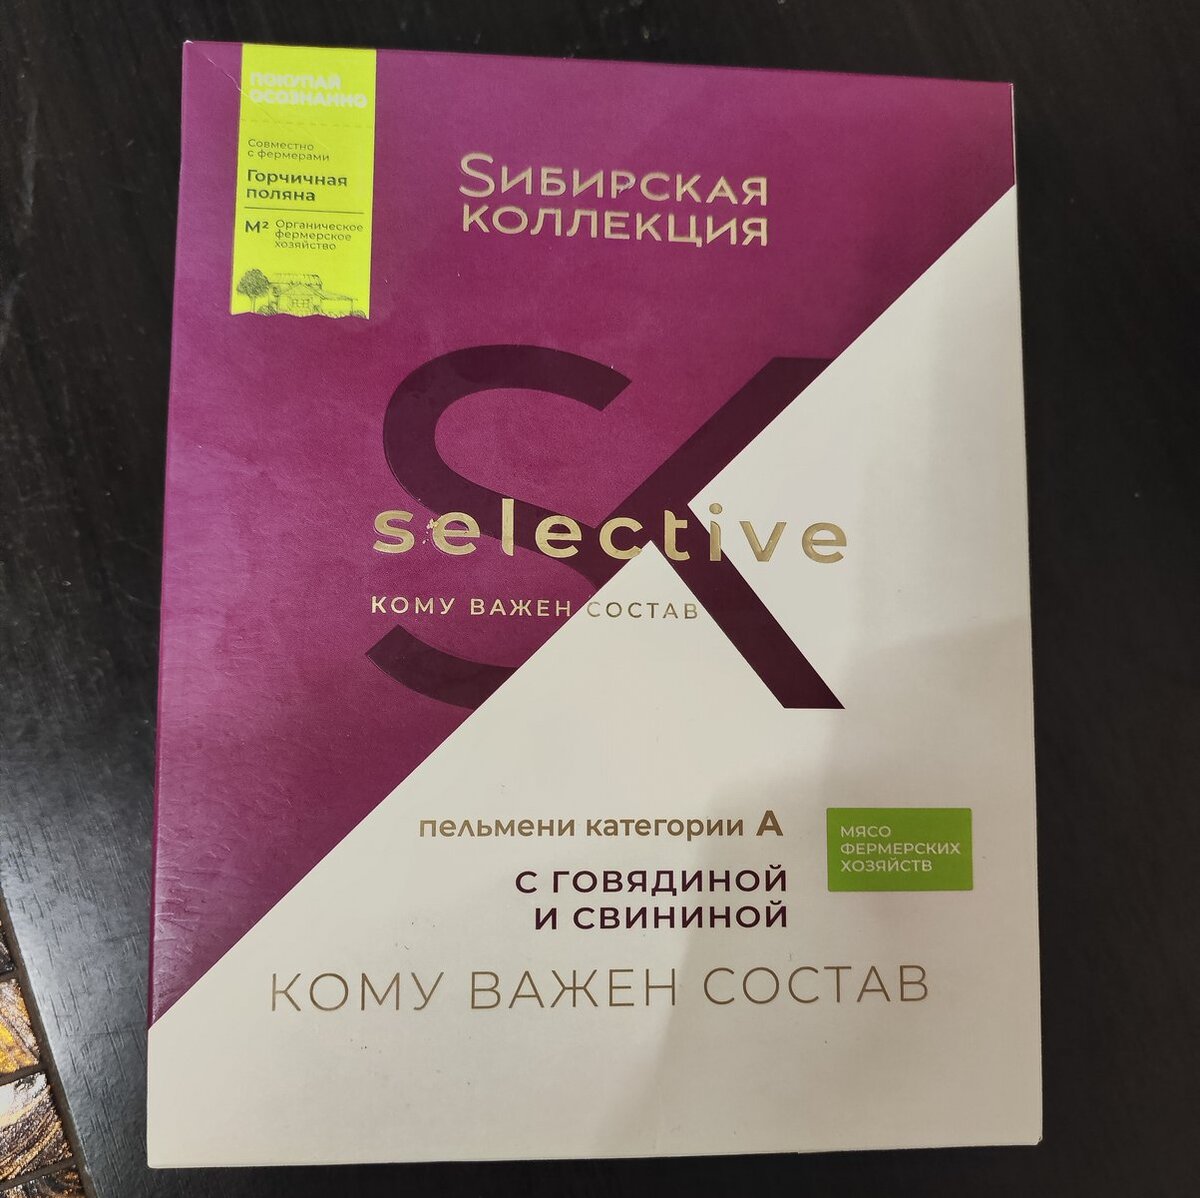 ПОКУПАЙ
ОСОЗНАННО
Совместно
с фермерами
Горчичная
поляна
М² Органическое
фермерское
хозяйство
SИБИРСКАЯ
КОЛЛЕКЦИЯ
SK
selective
КОМУ ВАЖЕН СОСТАВ
пельмени категории А
С ГОВЯДИНОЙ
И СВИНИНОЙ
МЯСО
ФЕРМЕРСКИХ
ХОЗЯЙСТВ
КОМУ ВАЖЕН СОСТАВ